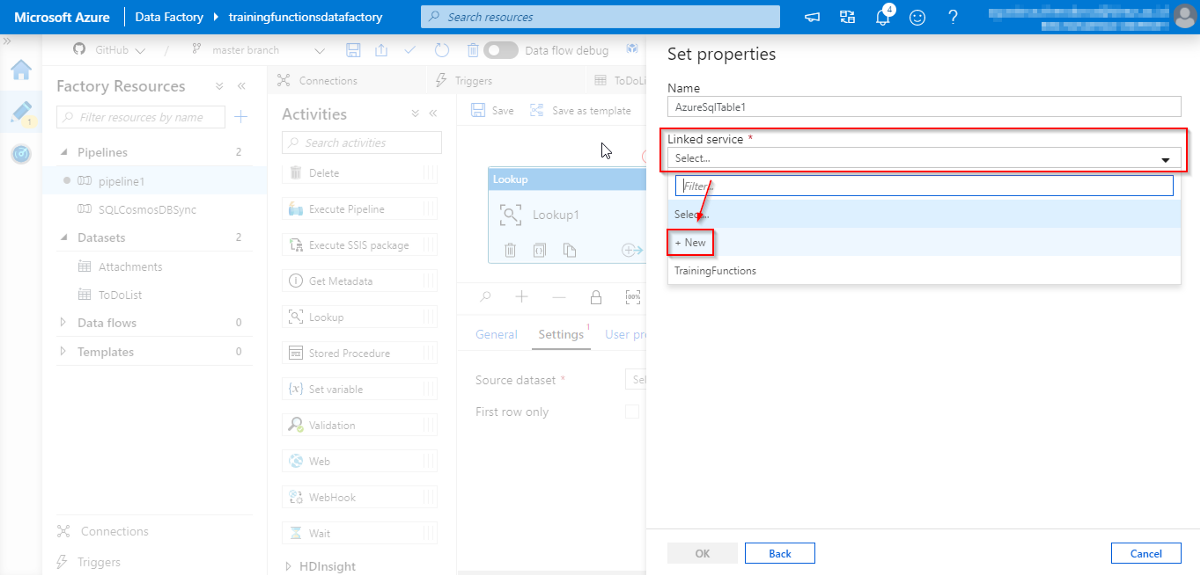 Microsoft Azure
Data Factory
trainingfunctionsdatafactory
Search resources
4
?
GitHub
/
master branch
Data flow debug
1
Factory Resources
Filter resources by name
Pipelines 2
pipeline1
SQLCosmosDBSync
Datasets 2
Attachments
ToDoList
Data flows 0
Templates 0
Connections
Triggers
Connections
Triggers
ToDoLi
Activities
Search activities
Delete
Execute Pipeline
Execute SSIS package
Get Metadata
Lookup
Stored Procedure
{x} Set variable
Validation
Web
WebHook
Wait
HDInsight
Save
Save as template
Lookup
Lookup1
100%
General
Settings 1
User pr
Source dataset *
Sel
First row only
Set properties
Name
AzureSqlTable1
Linked service *
Select...
Filter...
Select...
+ New
TrainingFunctions
OK
Back
Cancel